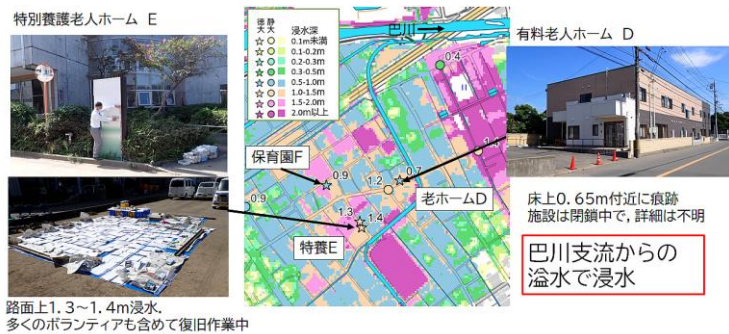 特別養護老人ホーム E
有料老人ホーム D
徳大 静大 浸水深
0.1m未満
0.1-0.2m
0.2-0.3m
0.3-0.5m
0.5-1.0m
1.0-1.5m
1.5-2.0m
2.0m以上
巴川
0.4
保育園F
0.9
0.7
1.2
0.9
老ホームD
1.3
1.4
特養E
床上0.65m付近に痕跡
施設は閉鎖中で,詳細は不明
巴川支流からの
溢水で浸水
路面上1.3~1.4m浸水.
多くのボランティアも含めて復旧作業中